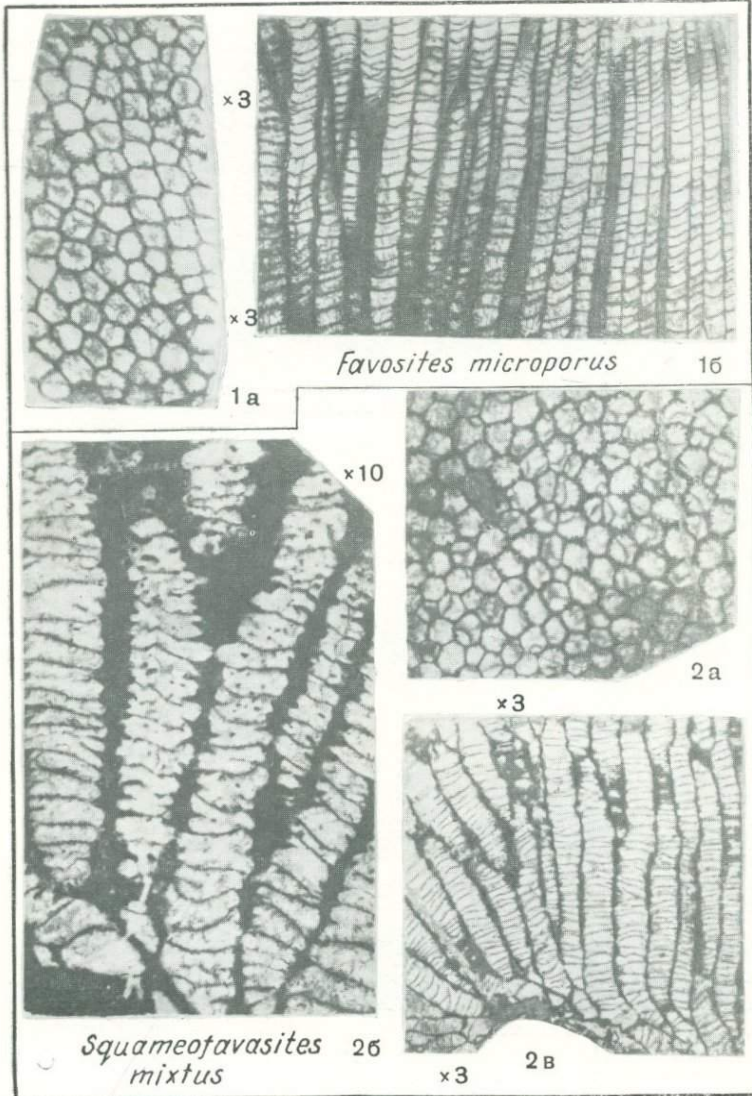 ×3
×3
1а
Favosites microporus 1б
×10
2а
×3
Squameofavasites 2б
mixtus
2в
×3